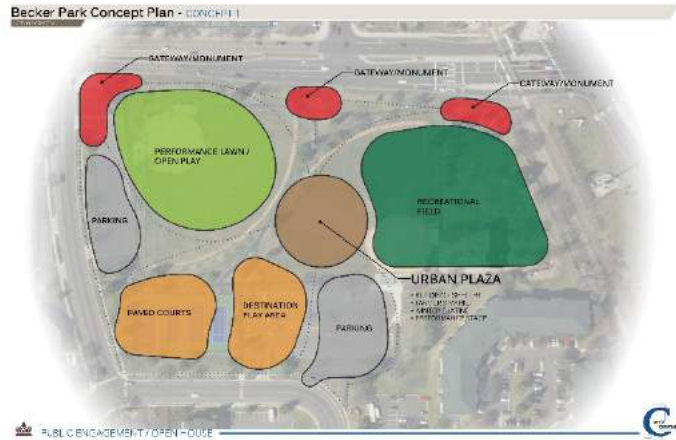 Becker Park Concept Plan - CONCEPT 1
GATEWAY/MONUMENT
GATEWAY/MONUMENT
GATEWAY/MONUMENT
PERFORMANCE LAWN /
OPEN PLAY
PARKING
RECREATIONAL
FIELD
URBAN PLAZA
PAVED COURTS
DESTINATION
PLAY AREA
PARKING
PUBLIC ENGAGEMENT / OPEN HOUSE